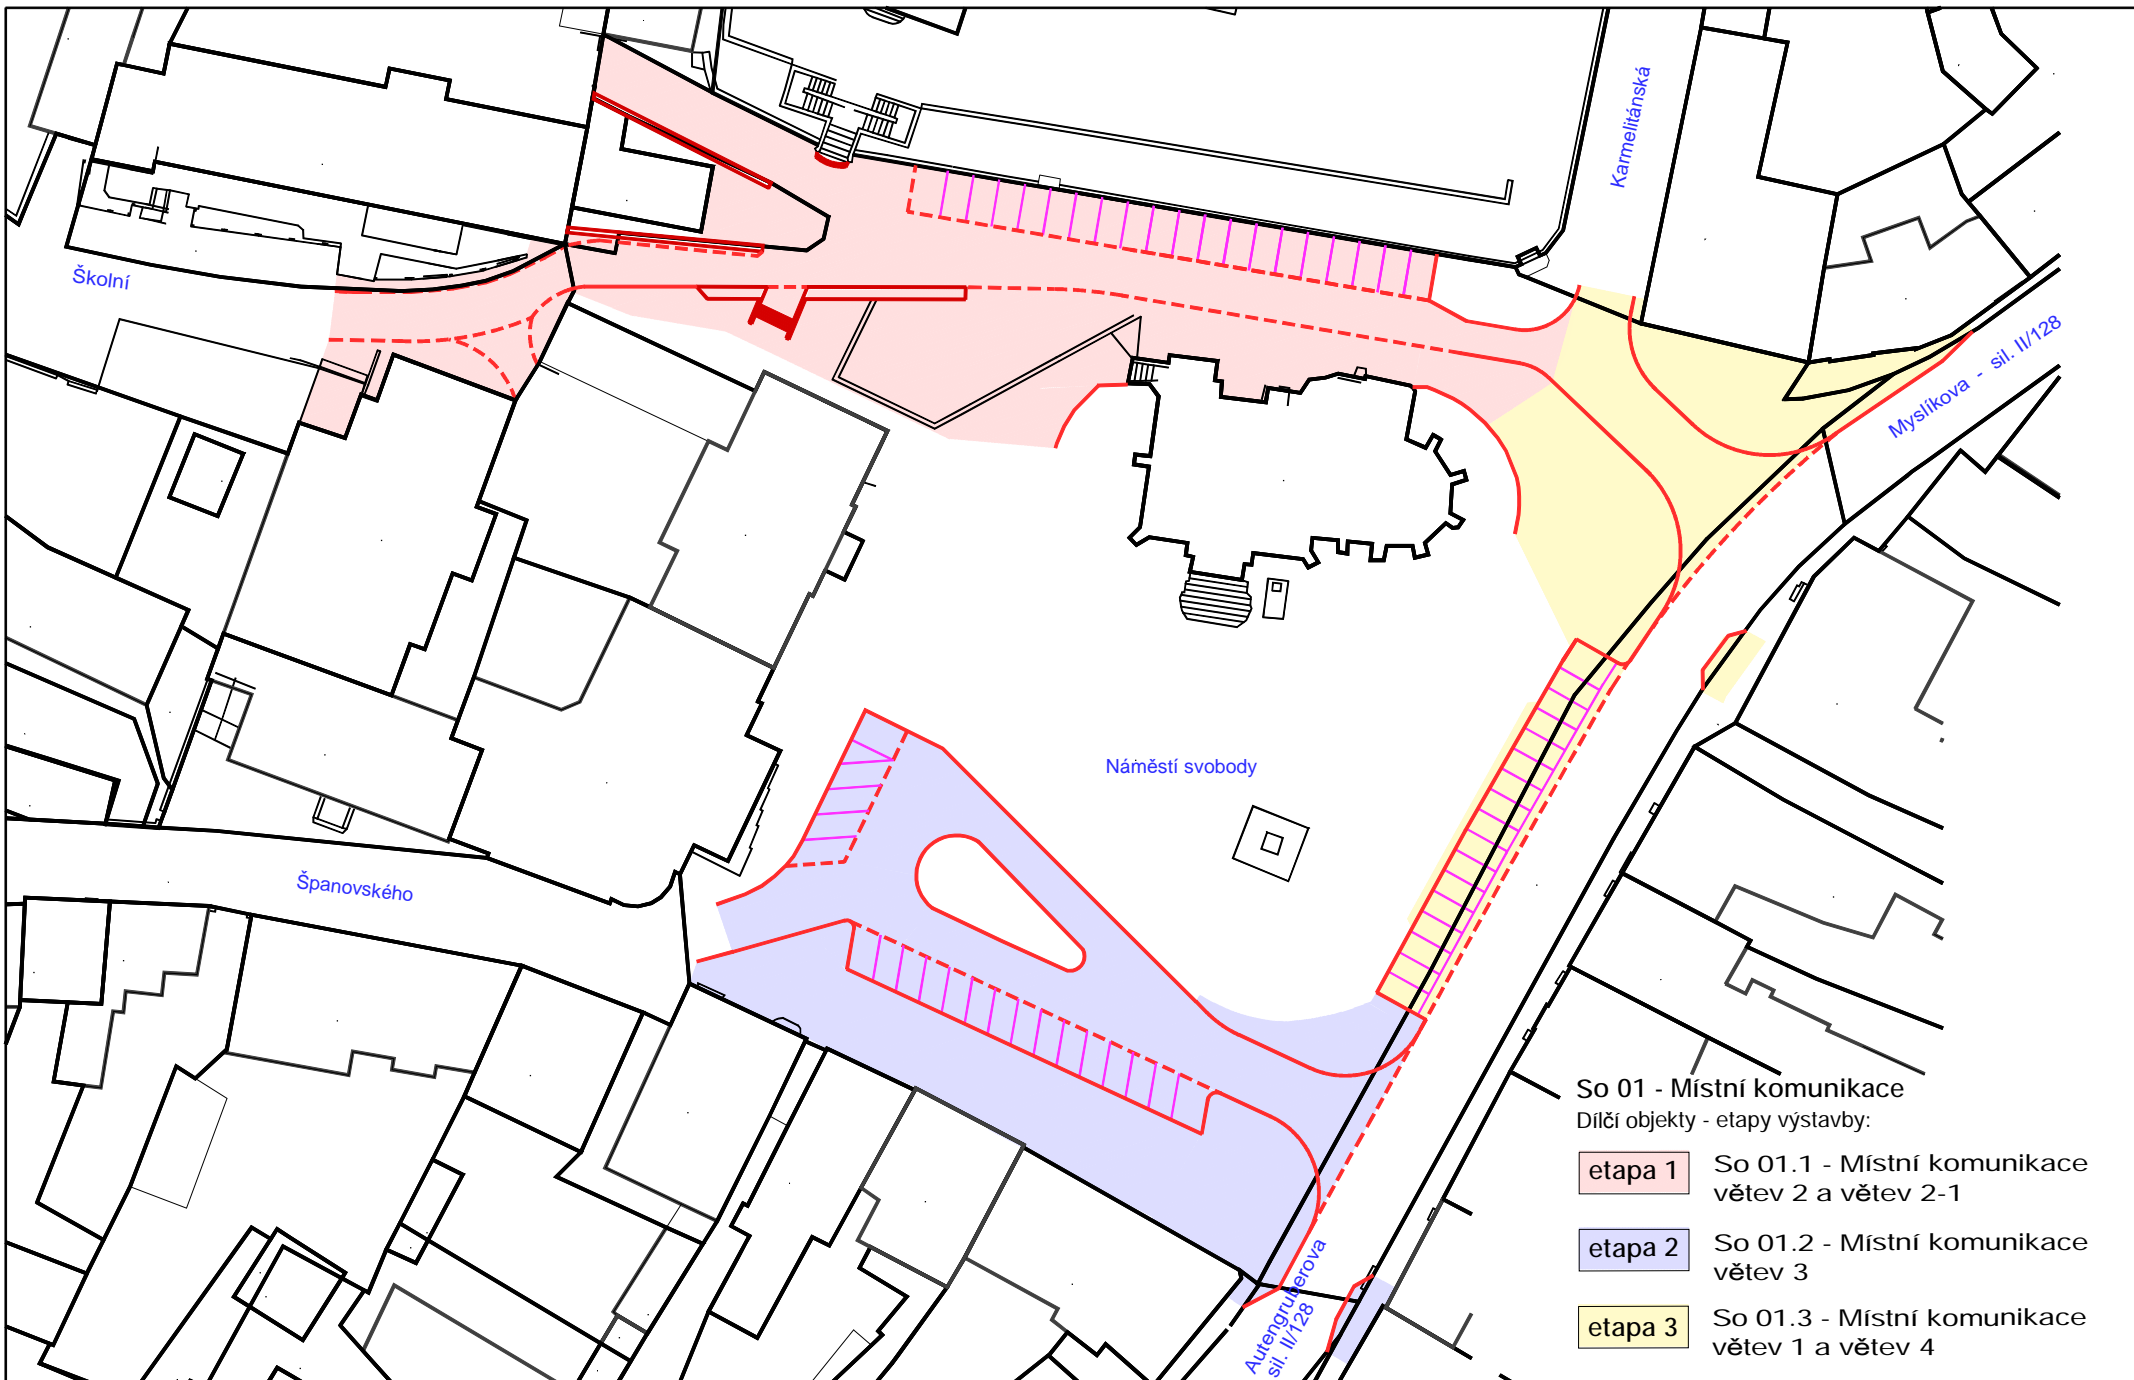 Karmelitánská
Školní
Myslíkova - sil. II/128
Náměstí svobody
Španovského
Autengruberova
sil. II/128
So 01 - Místní komunikace
Dílčí objekty - etapy výstavby:
etapa 1
So 01.1 - Místní komunikace
větev 2 a větev 2-1
etapa 2
So 01.2 - Místní komunikace
větev 3
etapa 3
So 01.3 - Místní komunikace
větev 1 a větev 4